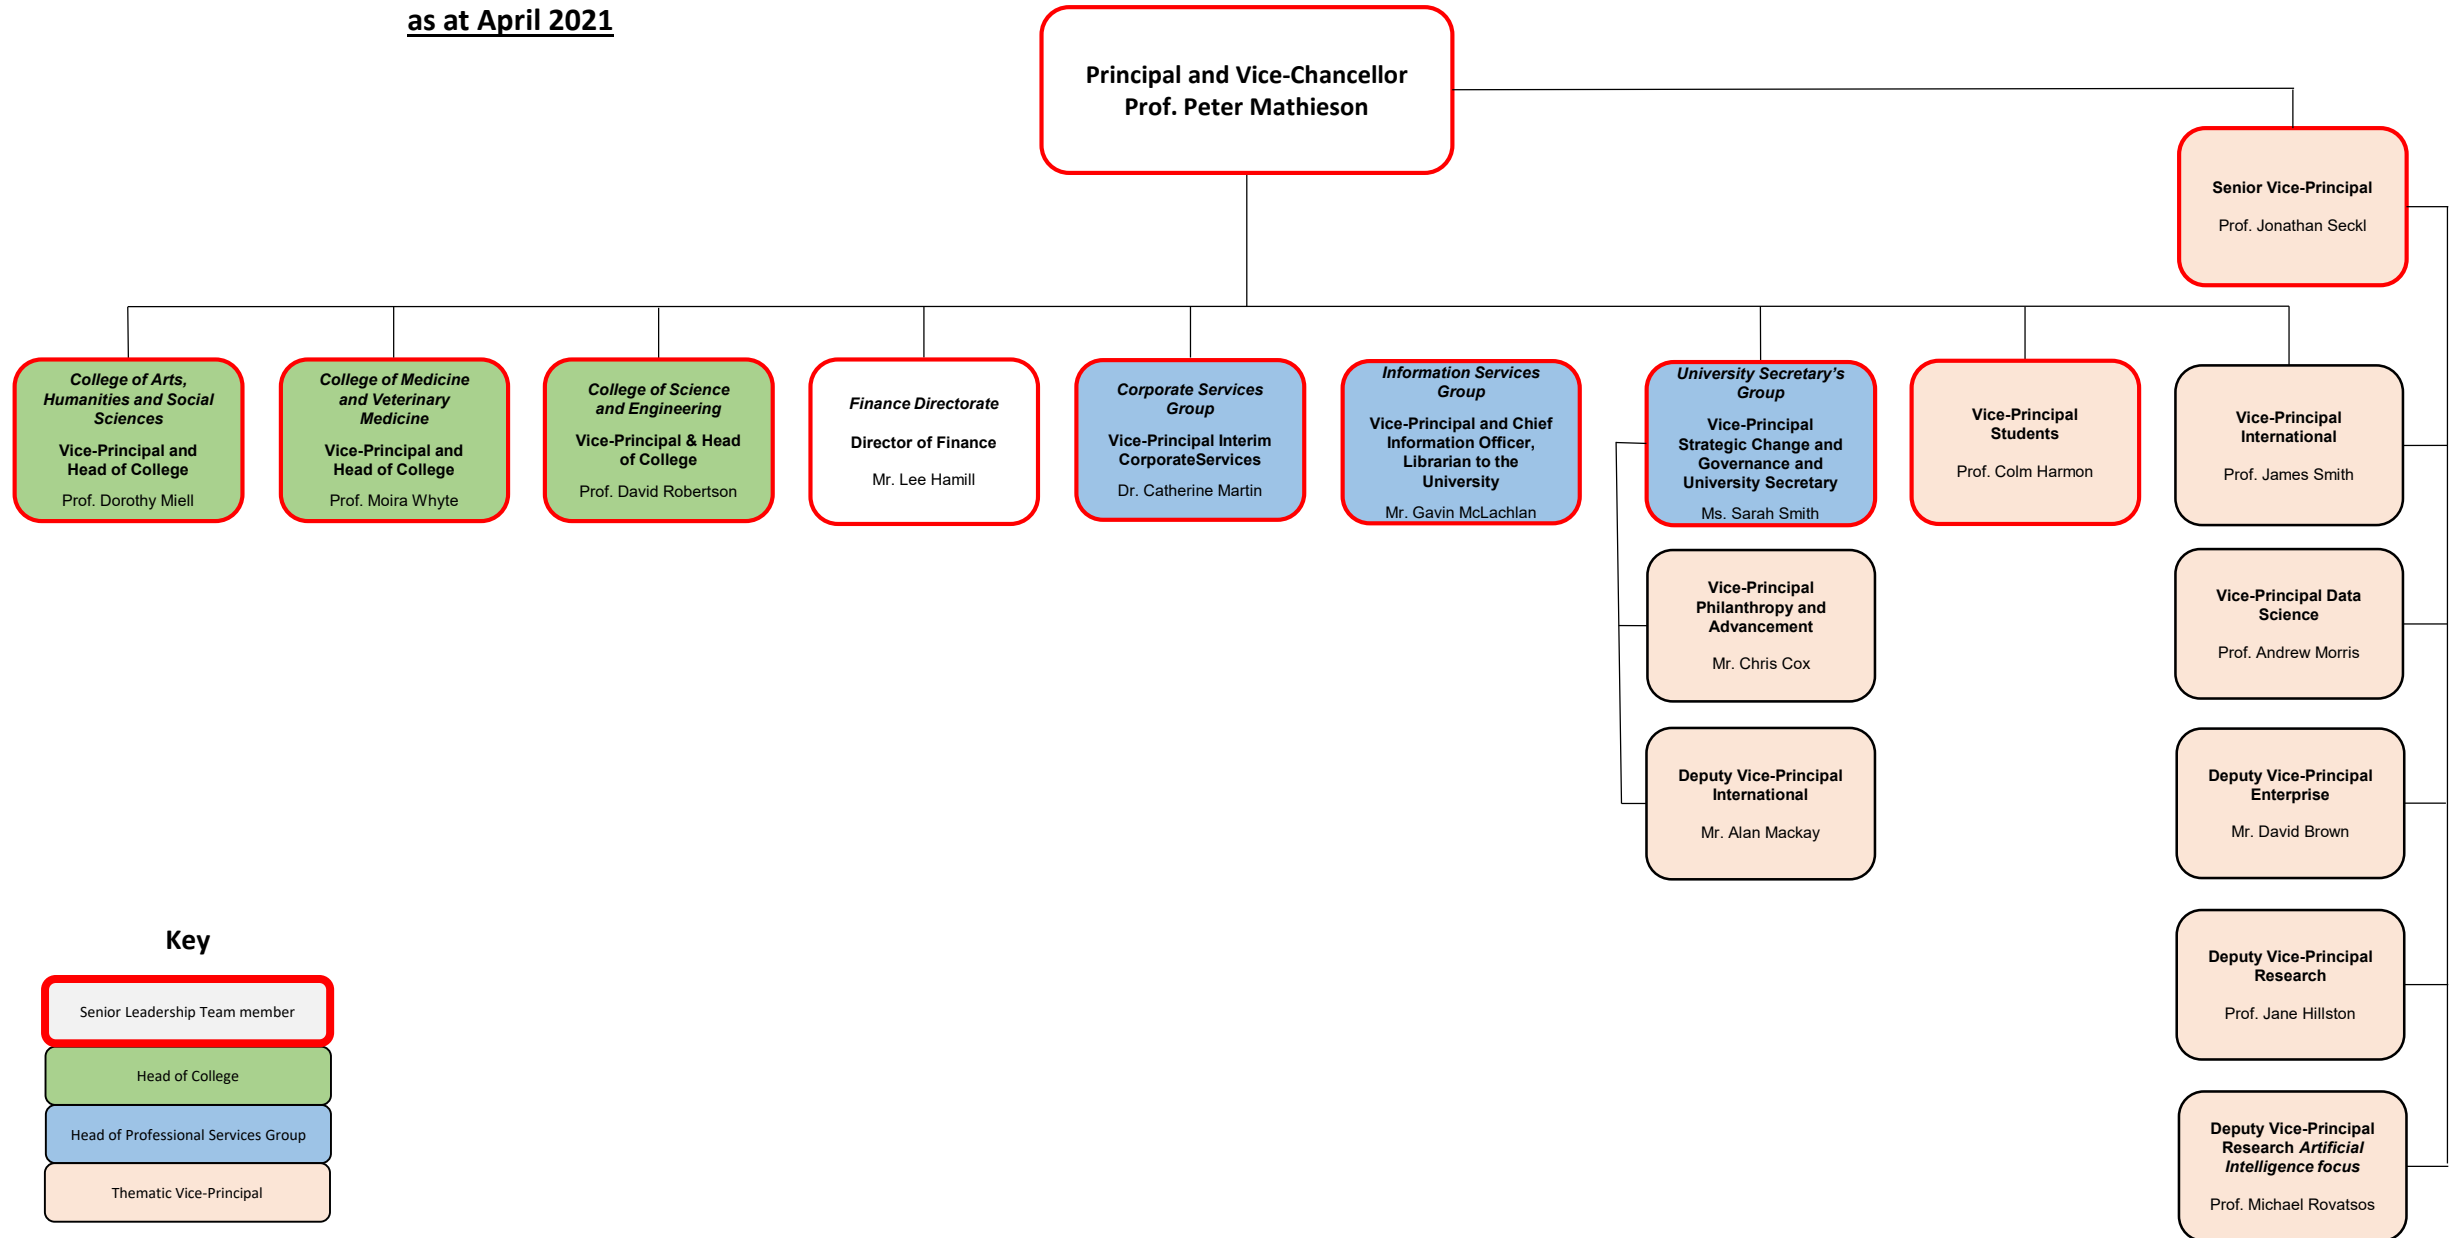 as at April 2021
Principal and Vice-Chancellor
Prof. Peter Mathieson
Senior Vice-Principal
Prof. Jonathan Seckl
College of Arts,
Humanities and Social
Sciences
Vice-Principal and
Head of College
Prof. Dorothy Miell
College of Medicine
and Veterinary
Medicine
Vice-Principal and
Head of College
Prof. Moira Whyte
College of Science
and Engineering
Vice-Principal & Head
of College
Prof. David Robertson
Finance Directorate
Director of Finance
Mr. Lee Hamill
Corporate Services
Group
Vice-Principal Interim
CorporateServices
Dr. Catherine Martin
Information Services
Group
Vice-Principal and Chief
Information Officer,
Librarian to the
University
Mr. Gavin McLachlan
University Secretary's
Group
Vice-Principal
Strategic Change and
Governance and
University Secretary
Ms. Sarah Smith
Vice-Principal
Students
Prof. Colm Harmon
Vice-Principal
International
Prof. James Smith
Vice-Principal
Philanthropy and
Advancement
Mr. Chris Cox
Vice-Principal Data
Science
Prof. Andrew Morris
Deputy Vice-Principal
International
Mr. Alan Mackay
Deputy Vice-Principal
Enterprise
Mr. David Brown
Deputy Vice-Principal
Research
Prof. Jane Hillston
Deputy Vice-Principal
Research Artificial
Intelligence focus
Prof. Michael Rovatsos
Key
Senior Leadership Team member
Head of College
Head of Professional Services Group
Thematic Vice-Principal